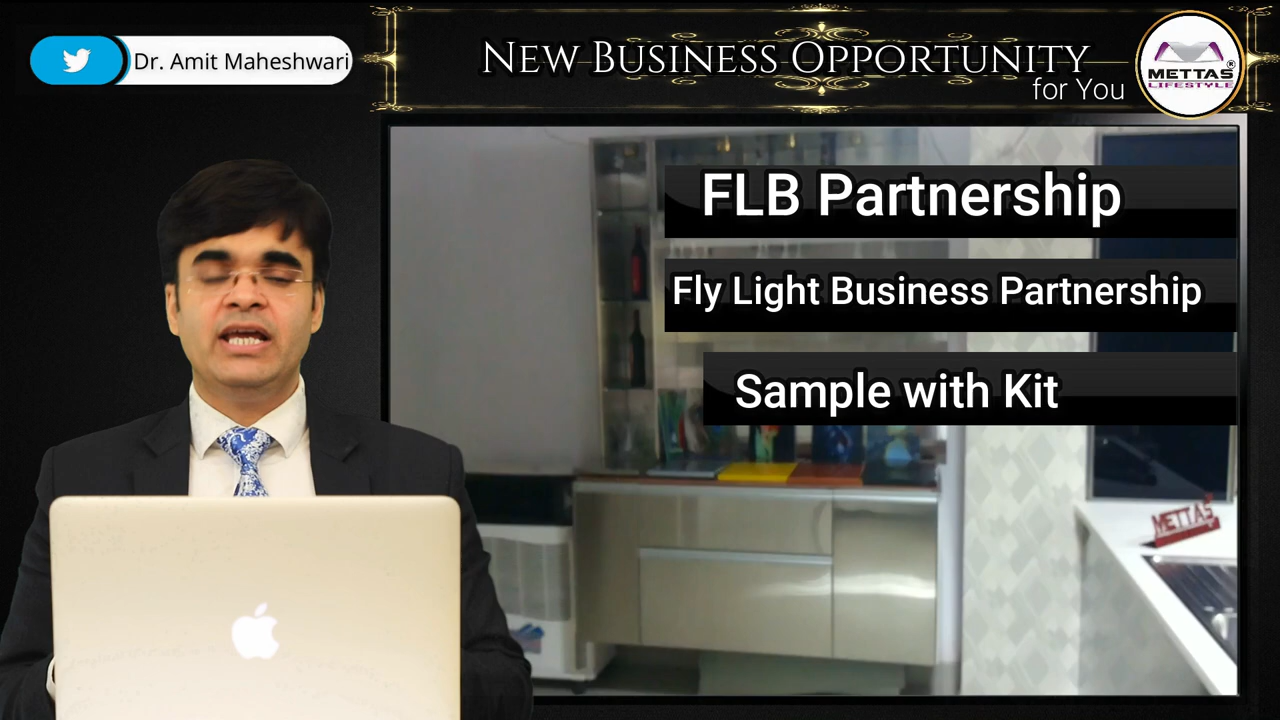 Dr. Amit Maheshwari
New Business Opportunity
for You
METTAS®
LIFESTYLE
FLB Partnership
Fly Light Business Partnership
Sample with Kit
METTAS